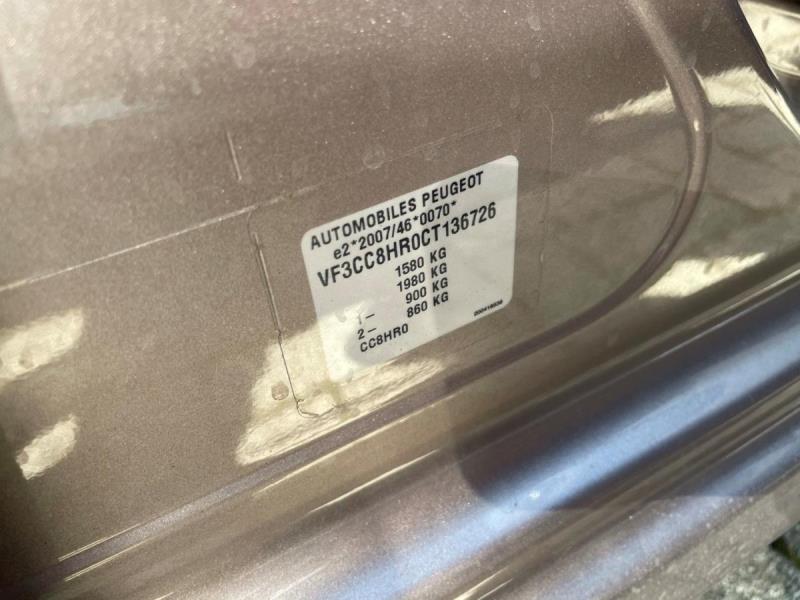 AUTOMOBILES PEUGEOT
e2*2007/46*0070*
VF3CC8HR0CT136726
1580 KG
1980 KG
1– 900 KG
2– 860 KG
CC8HR0